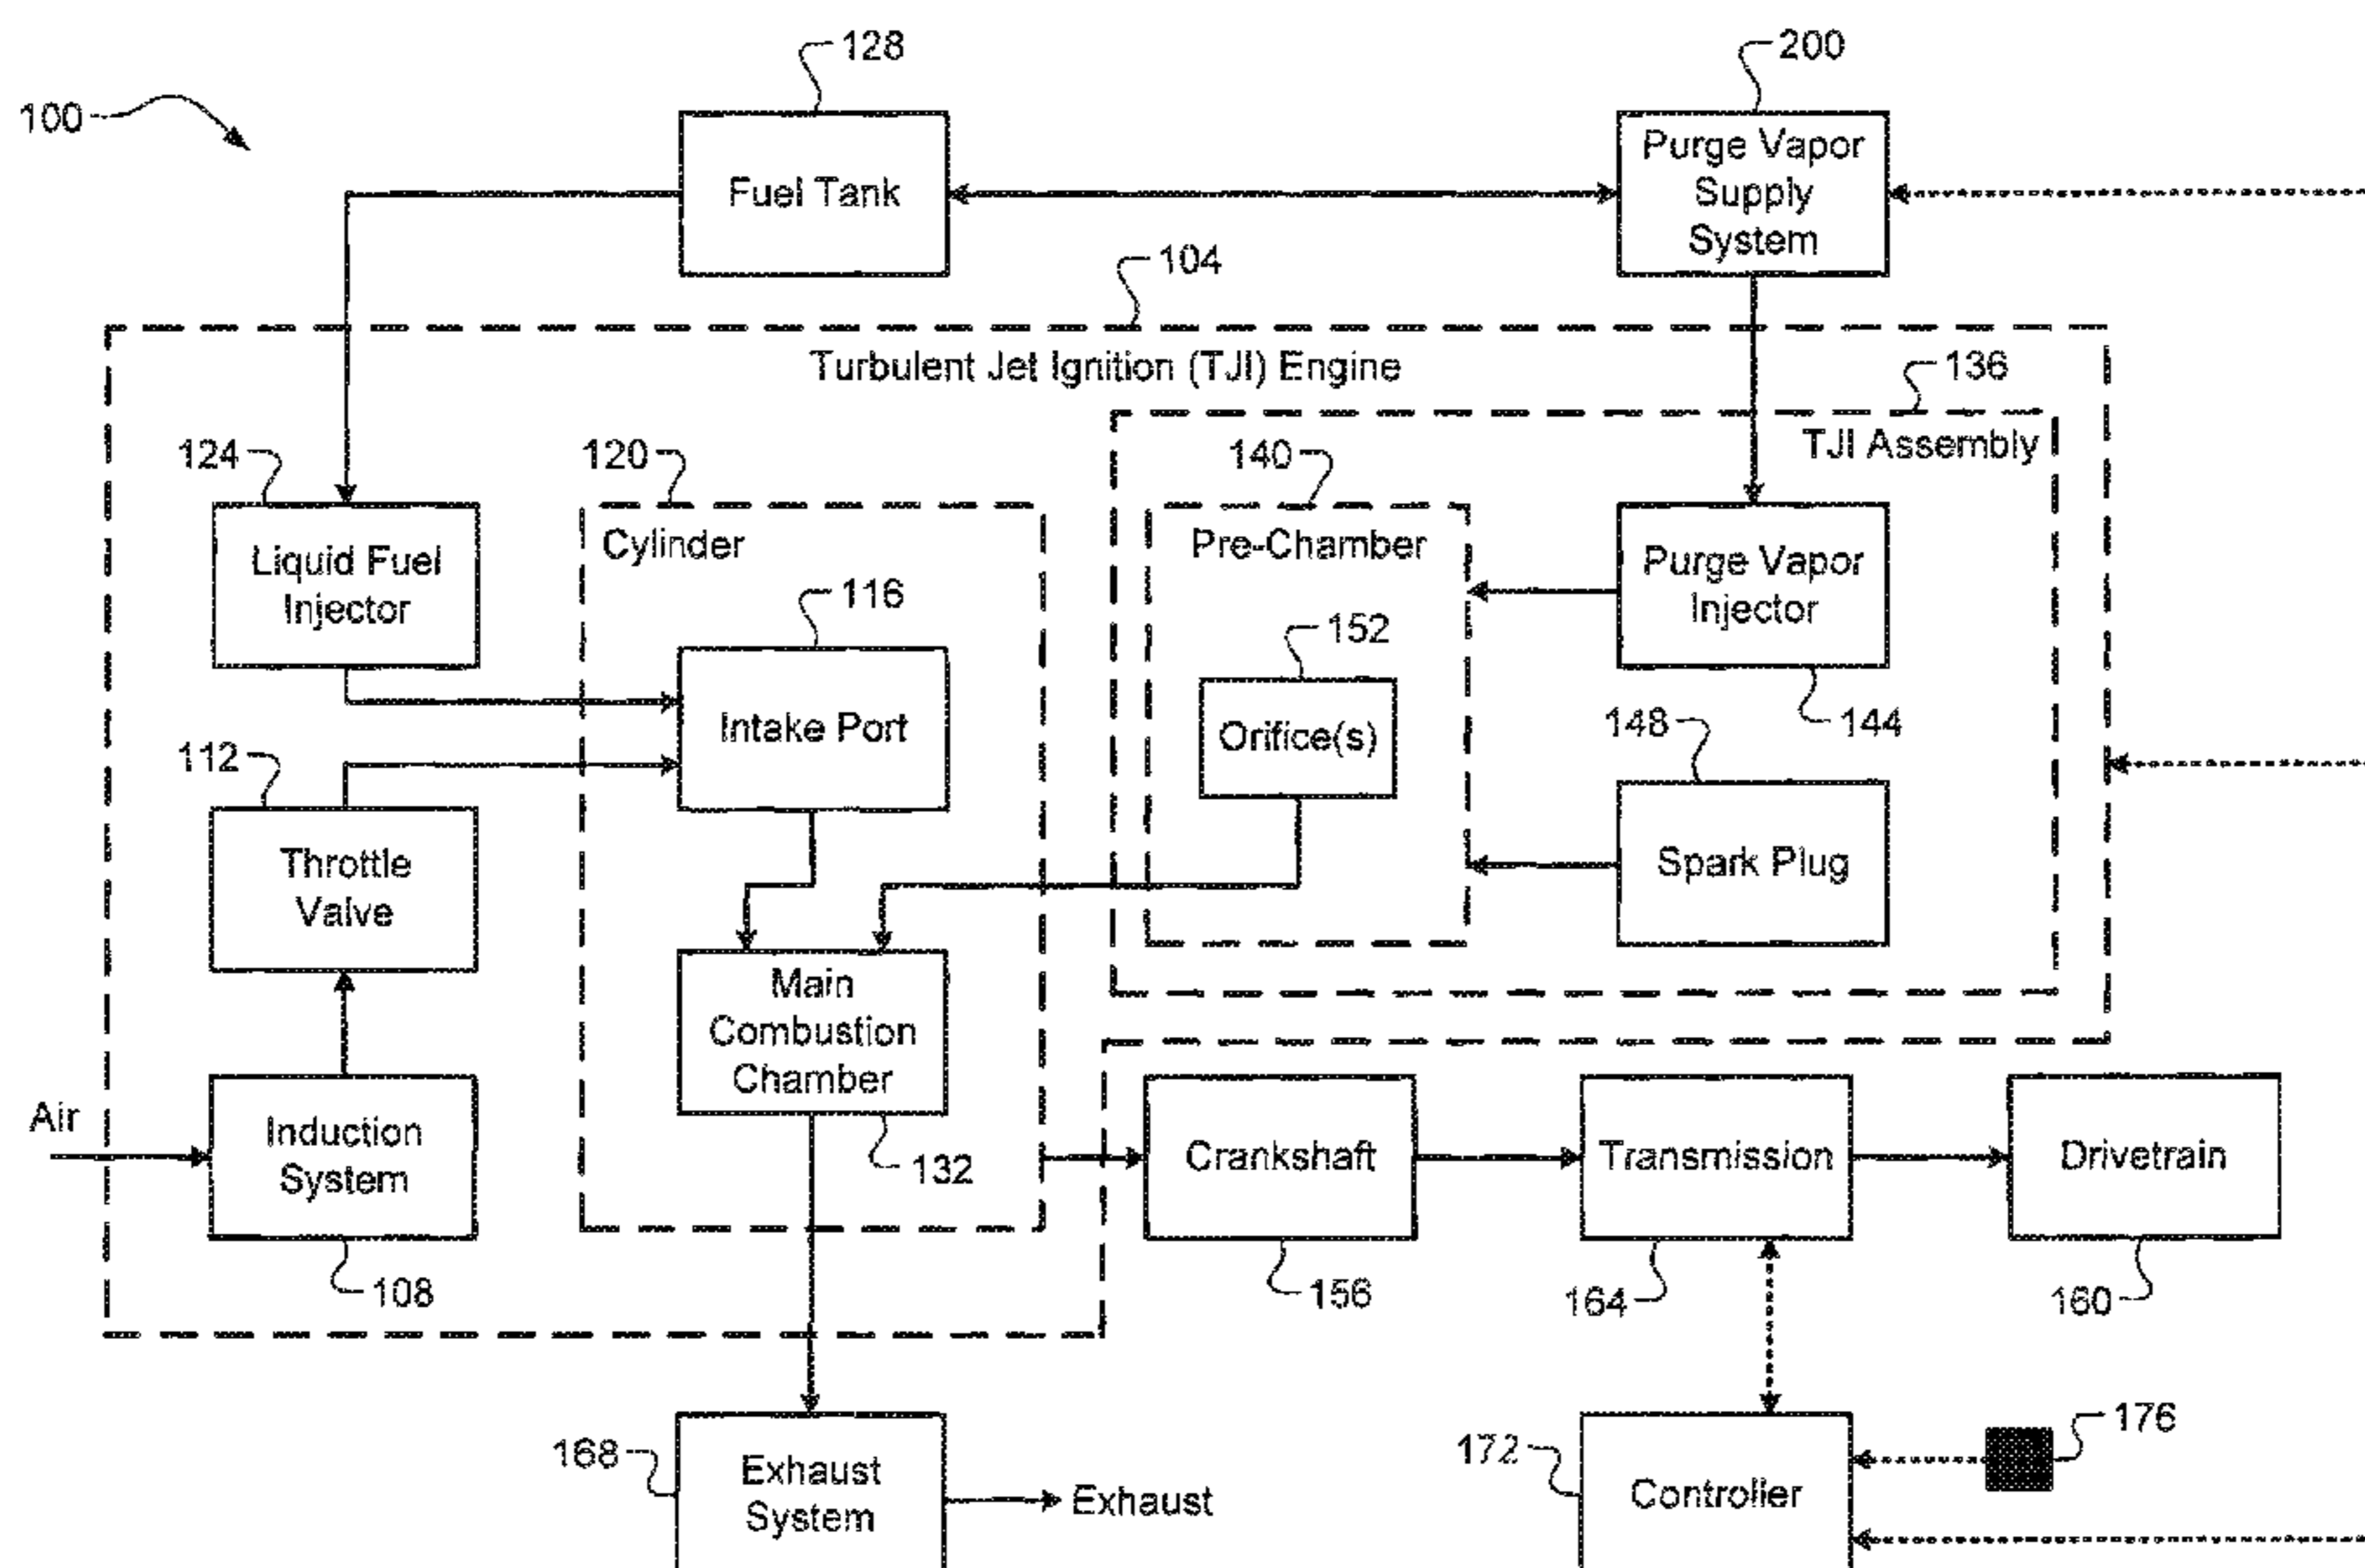 128
200
100
Fuel Tank
Purge Vapor
Supply
System
104
Turbulent Jet Ignition (TJI) Engine
136
TJI Assembly
124
120
140
Liquid Fuel
Injector
Cylinder
Pre-Chamber
Purge Vapor
Injector
116
152
Intake Port
Orifice(s)
144
148
112
Throttle
Valve
Spark Plug
Main
Combustion
Chamber
Air
Induction
System
132
Crankshaft
Transmission
Drivetrain
108
156
164
160
168
Exhaust
System
Exhaust
172
Controller
176